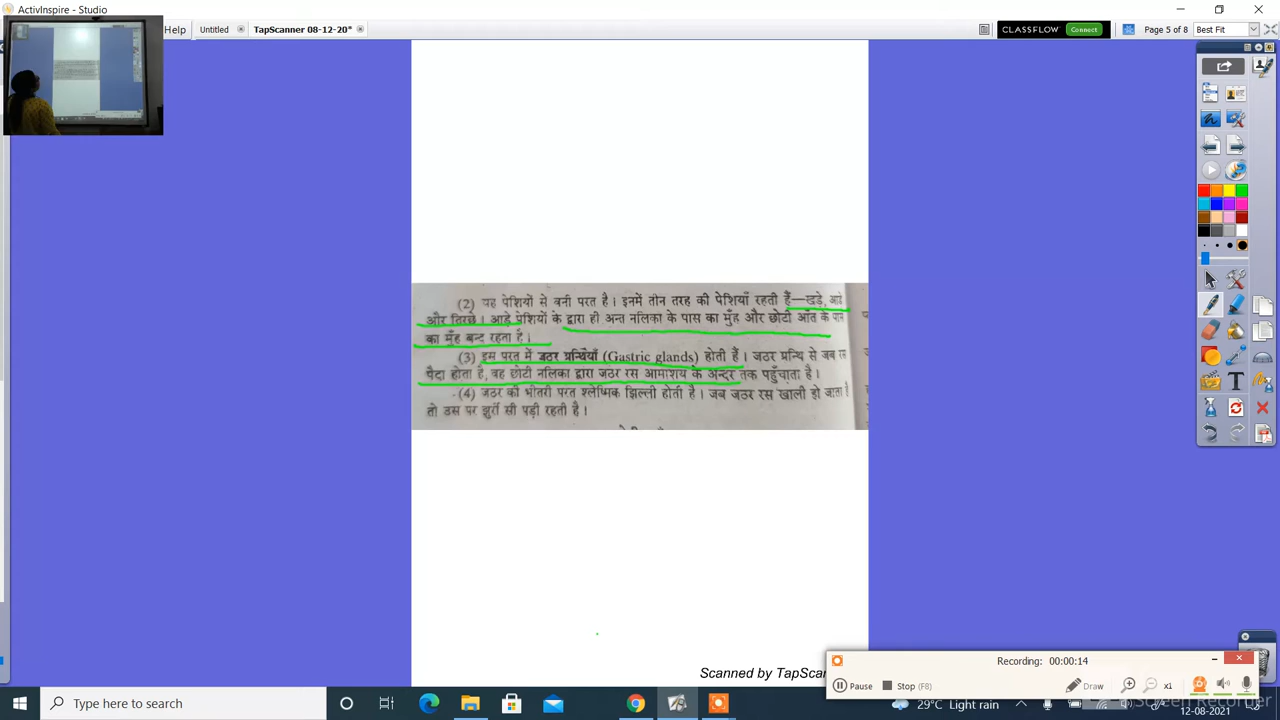 ActivInspire - Studio
Help Untitled TapScanner 08-12-20* CLASSFLOW Connect Page 5 of 8 Best Fit
(2) यह पेशियों से बनी परत है। इनमें तीन तरह की पेशियाँ रहती हैं—खड़े, आडे
और तिरछे। आडे पेशियों के द्वारा ही अन्त नलिका के पास का मुँह और छोटी आँत के पास
का मुँह बन्द रहता है।
(3) इस परत में जठर ग्रन्थियाँ (Gastric glands) होती हैं। जठर ग्रन्थि से जब रस
पैदा होता है, वह छोटी नलिका द्वारा जठर रस आमाशय के अन्दर तक पहुँचाता है।
(4) जठर की भीतरी परत श्लेष्मिक झिल्ली होती है। जब जठर रस खाली हो जाता है
तो उस पर झुर्री सी पड़ी रहती है।
Scanned by TapScan
Recording: 00:00:14
Pause Stop (F8) Draw x1
Type here to search
29°C Light rain
12-08-2021
Screen Recorder